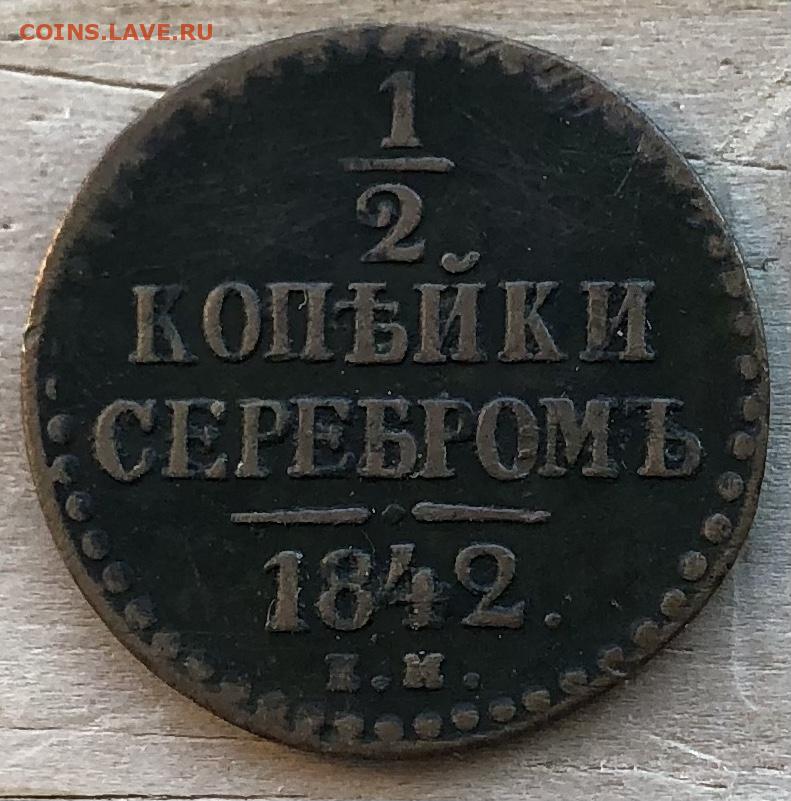 COINS.LAVE.RU
1
2
КОПѢЙКИ
СЕРЕБРОМЪ
1842.